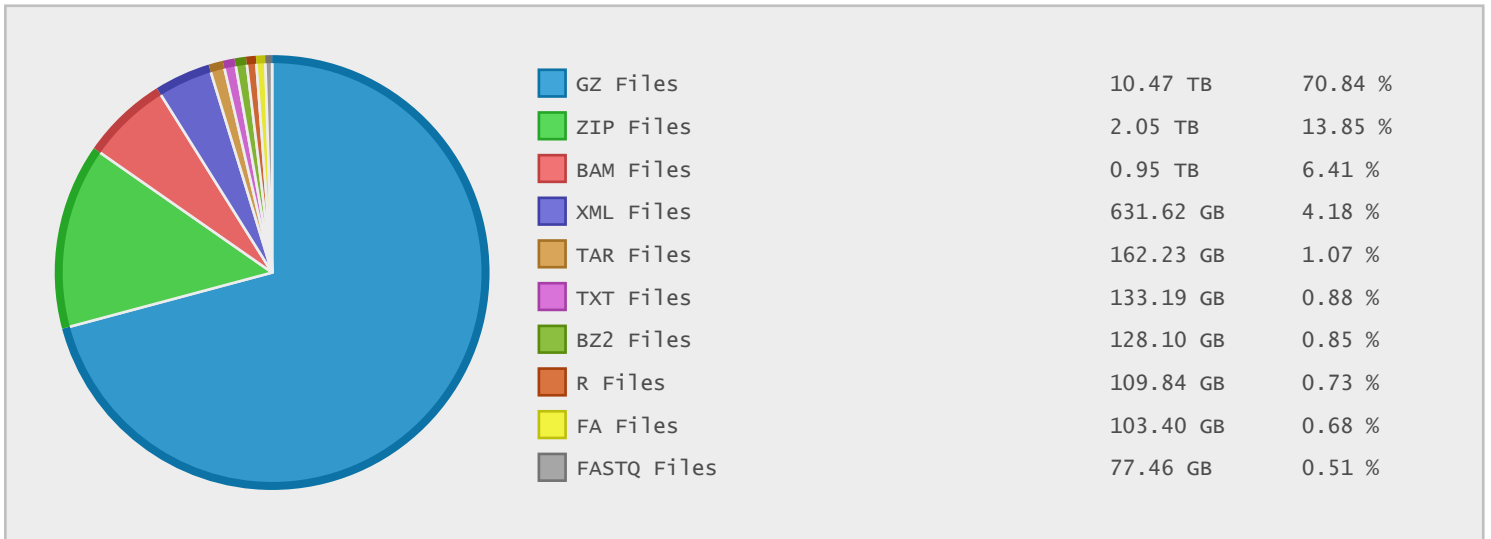 GZ Files 10.47 TB 70.84 %
ZIP Files 2.05 TB 13.85 %
BAM Files 0.95 TB 6.41 %
XML Files 631.62 GB 4.18 %
TAR Files 162.23 GB 1.07 %
TXT Files 133.19 GB 0.88 %
BZ2 Files 128.10 GB 0.85 %
R Files 109.84 GB 0.73 %
FA Files 103.40 GB 0.68 %
FASTQ Files 77.46 GB 0.51 %